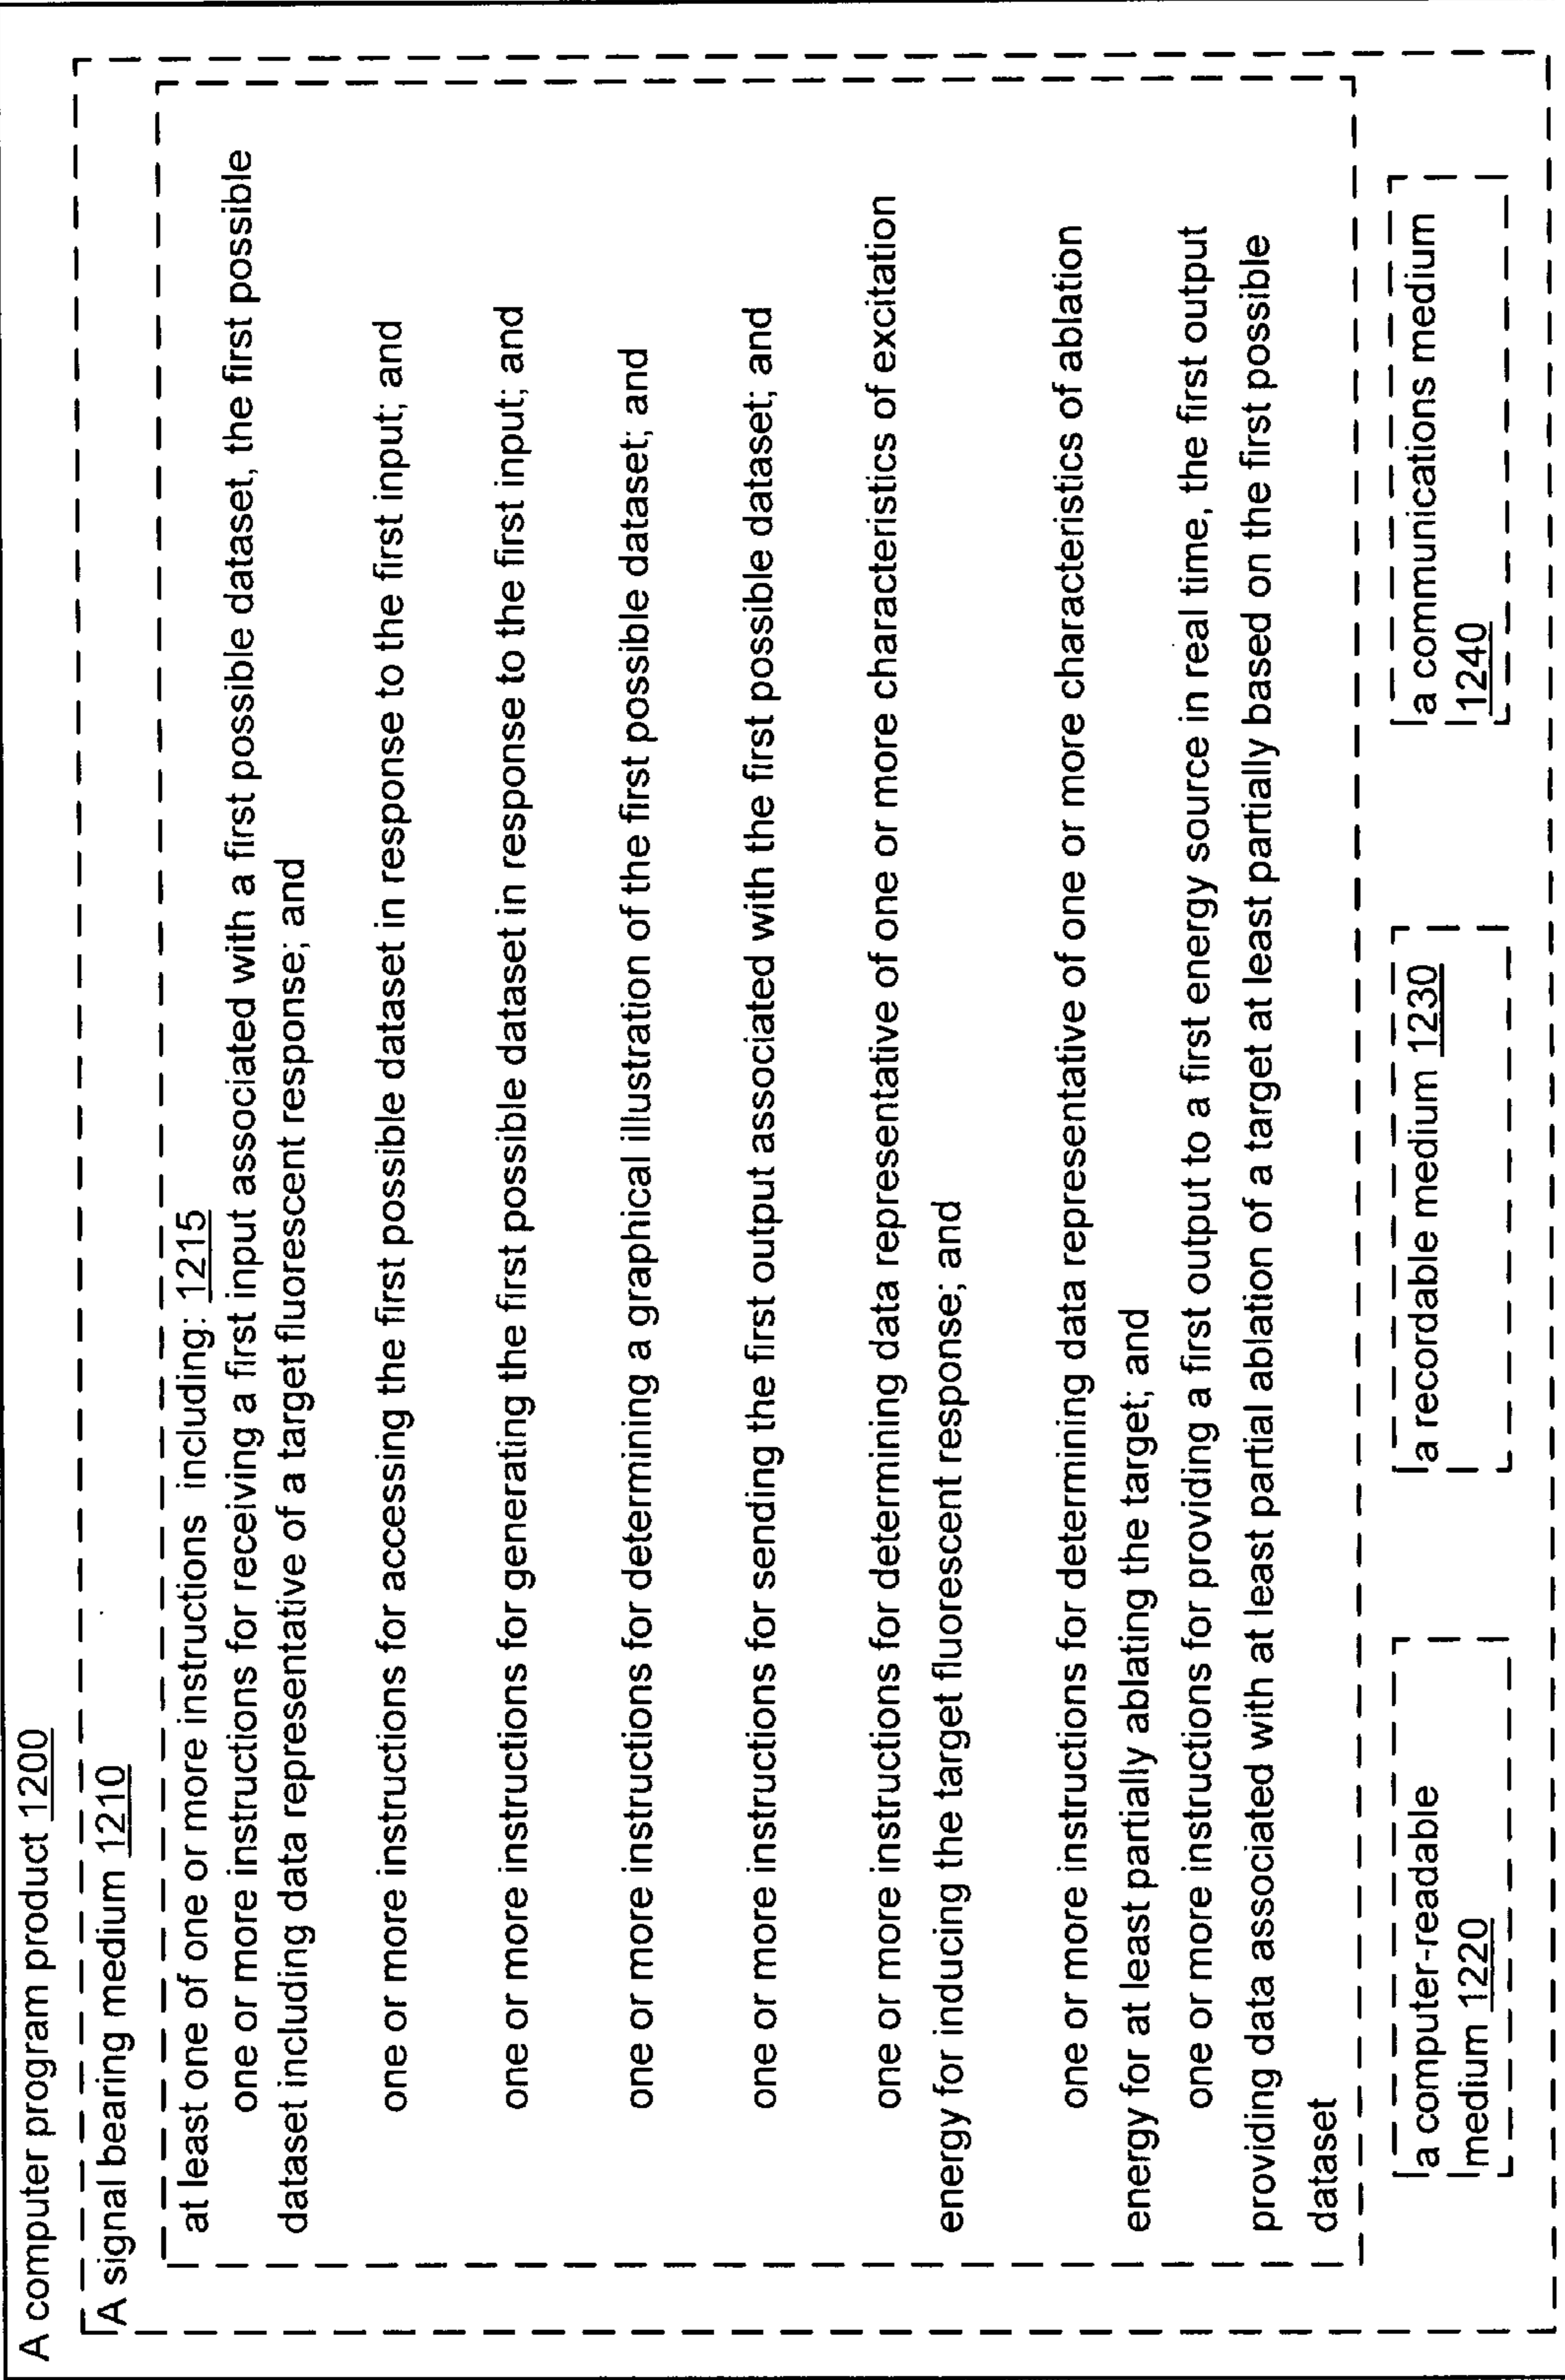 A computer program product 1200
A signal bearing medium 1210
at least one of one or more instructions including: 1215
one or more instructions for receiving a first input associated with a first possible dataset, the first possible
dataset including data representative of a target fluorescent response; and
one or more instructions for accessing the first possible dataset in response to the first input; and
one or more instructions for generating the first possible dataset in response to the first input; and
one or more instructions for determining a graphical illustration of the first possible dataset; and
one or more instructions for sending the first output associated with the first possible dataset; and
one or more instructions for determining data representative of one or more characteristics of excitation
energy for inducing the target fluorescent response; and
one or more instructions for determining data representative of one or more characteristics of ablation
energy for at least partially ablating the target; and
one or more instructions for providing a first output to a first energy source in real time, the first output
providing data associated with at least partial ablation of a target at least partially based on the first possible
dataset
a computer-readable
medium 1220
a recordable medium 1230
a communications medium
1240